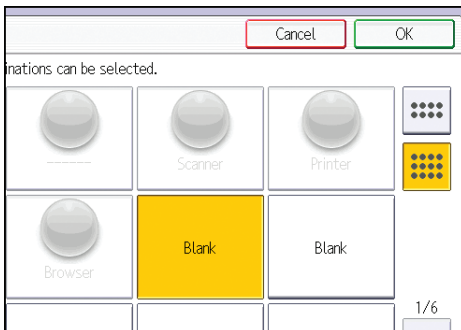 Cancel OK
inations can be selected.
------
Scanner Printer
Browser Blank Blank
1/6